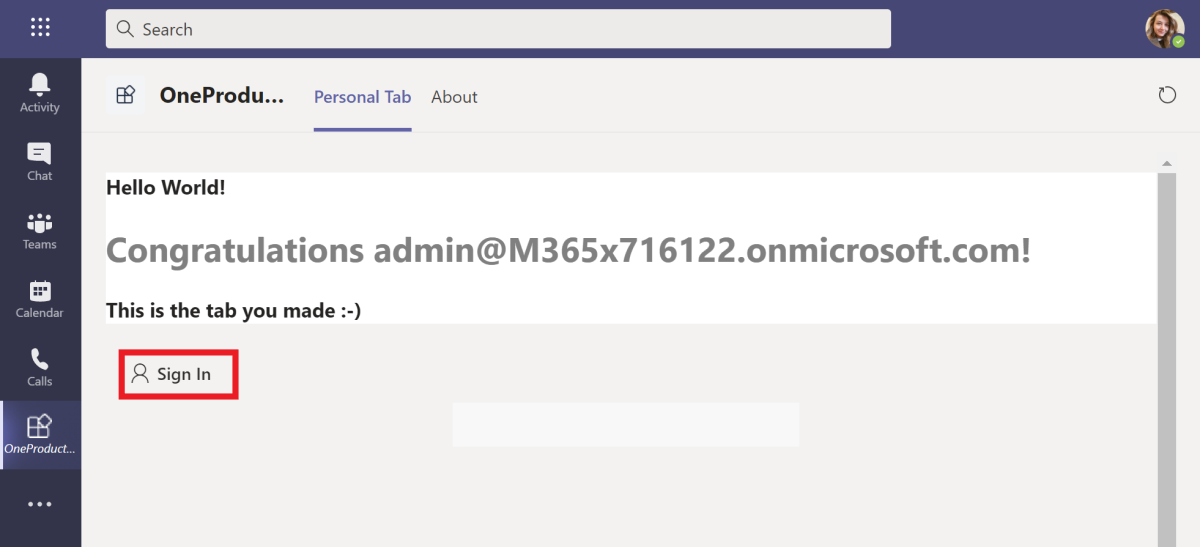 Search
OneProdu...
Personal Tab
About
Activity
Chat
Teams
Calendar
Calls
OneProduct...
Hello World!
Congratulations admin@M365x716122.onmicrosoft.com!
This is the tab you made :-)
Sign In